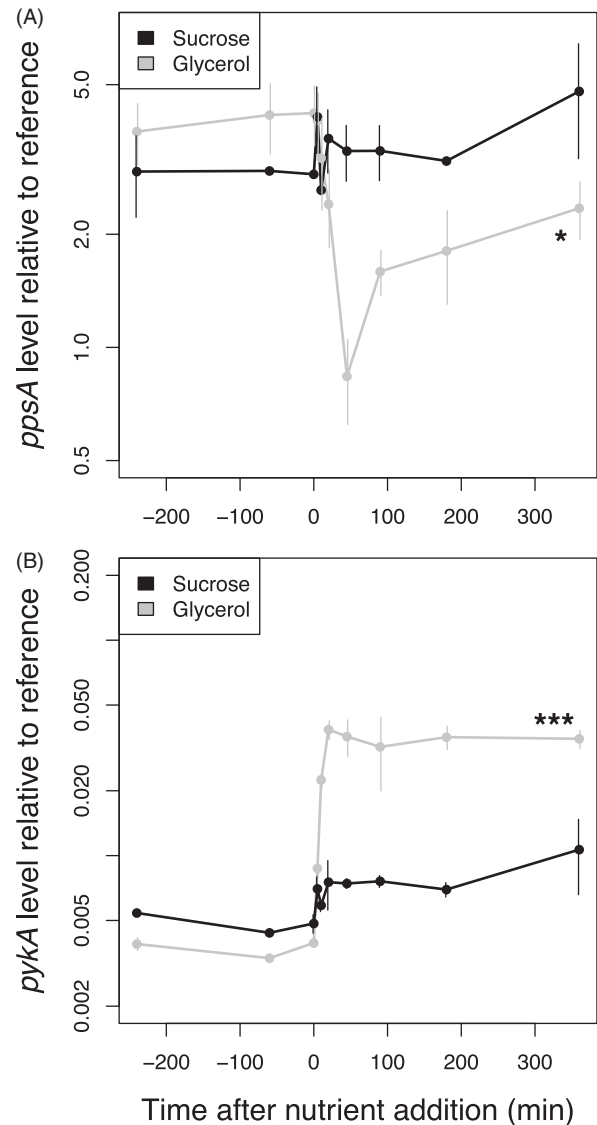 (A)
Sucrose
Glycerol
ppsA level relative to reference
5.0
2.0
1.0
0.5
*
−200 −100 0 100 200 300
(B)
Sucrose
Glycerol
pykA level relative to reference
0.200
0.050
0.020
0.005
0.002
***
−200 −100 0 100 200 300
Time after nutrient addition (min)